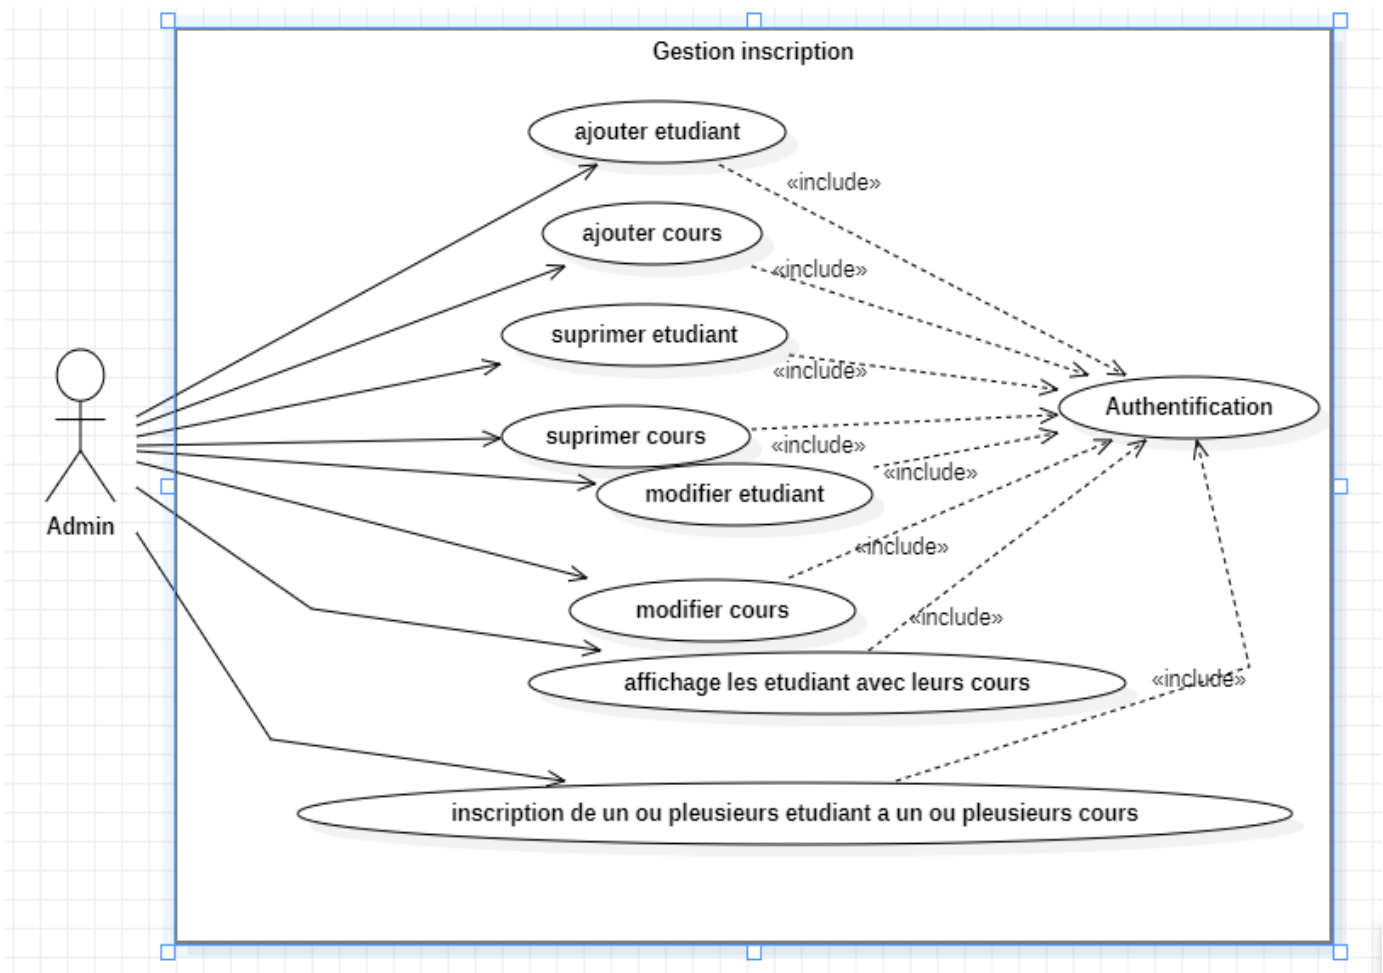 Gestion inscription
ajouter etudiant
«include»
ajouter cours
«include»
suprimer etudiant
«include»
Authentification
suprimer cours
«include»
«include»
modifier etudiant
Admin
«include»
modifier cours
«include»
affichage les etudiant avec leurs cours
«include»
inscription de un ou pleusieurs etudiant a un ou pleusieurs cours